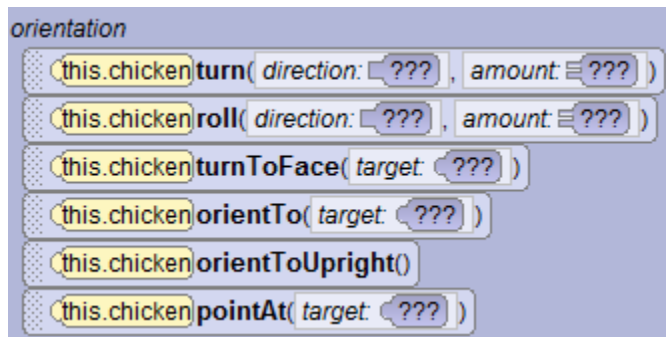 orientation
this.chicken turn( direction: ??? , amount: ??? )
this.chicken roll( direction: ??? , amount: ??? )
this.chicken turnToFace( target: ??? )
this.chicken orientTo( target: ??? )
this.chicken orientToUpright()
this.chicken pointAt( target: ??? )